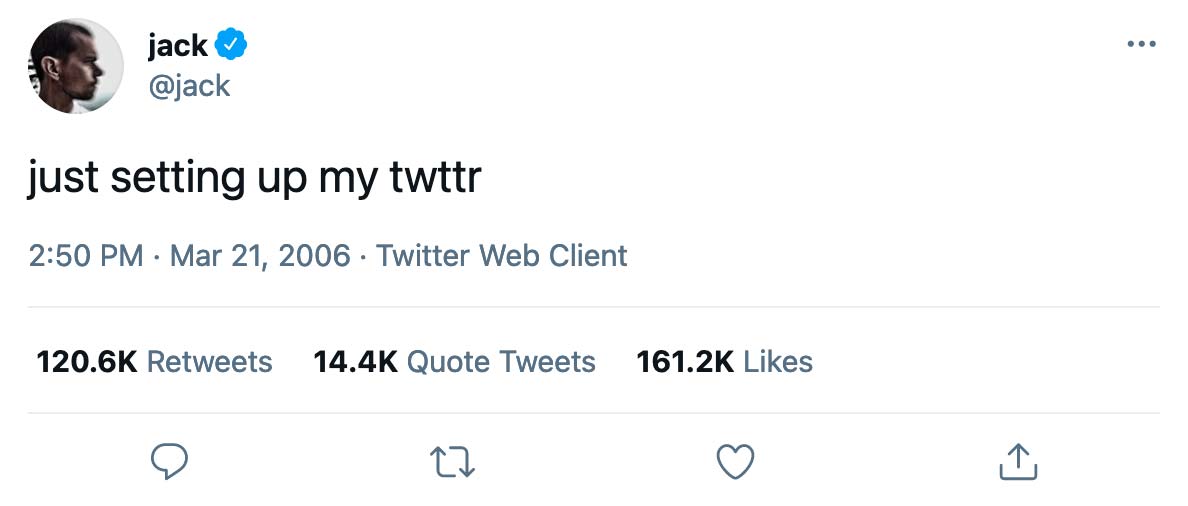 jack
@jack
just setting up my twttr
2:50 PM · Mar 21, 2006 · Twitter Web Client
120.6K Retweets 14.4K Quote Tweets 161.2K Likes